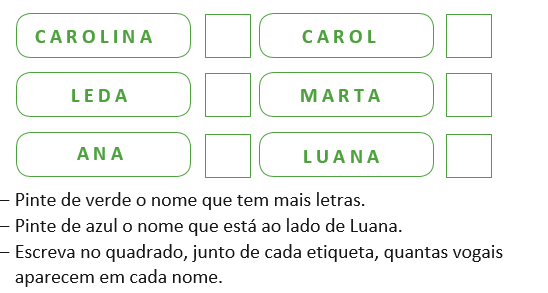 CAROLINA CAROL
LEDA MARTA
ANA LUANA
– Pinte de verde o nome que tem mais letras.
– Pinte de azul o nome que está ao lado de Luana.
– Escreva no quadrado, junto de cada etiqueta, quantas vogais
aparecem em cada nome.